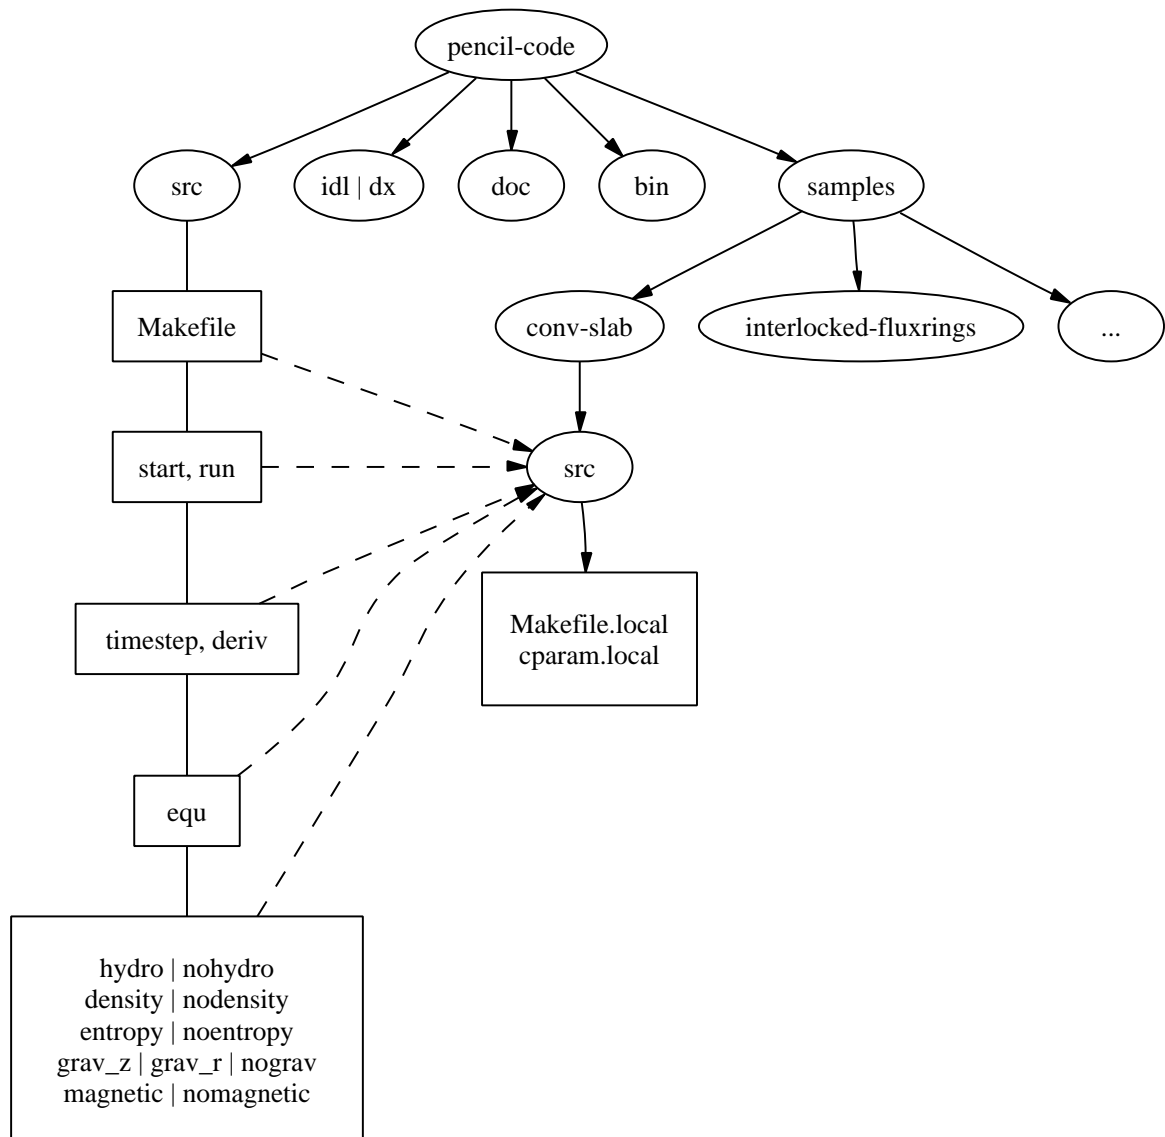 pencil-code
src
idl | dx
doc
bin
samples
Makefile
conv-slab
interlocked-fluxrings
...
start, run
src
timestep, deriv
Makefile.local
cparam.local
equ
hydro | nohydro
density | nodensity
entropy | noentropy
grav_z | grav_r | nograv
magnetic | nomagnetic